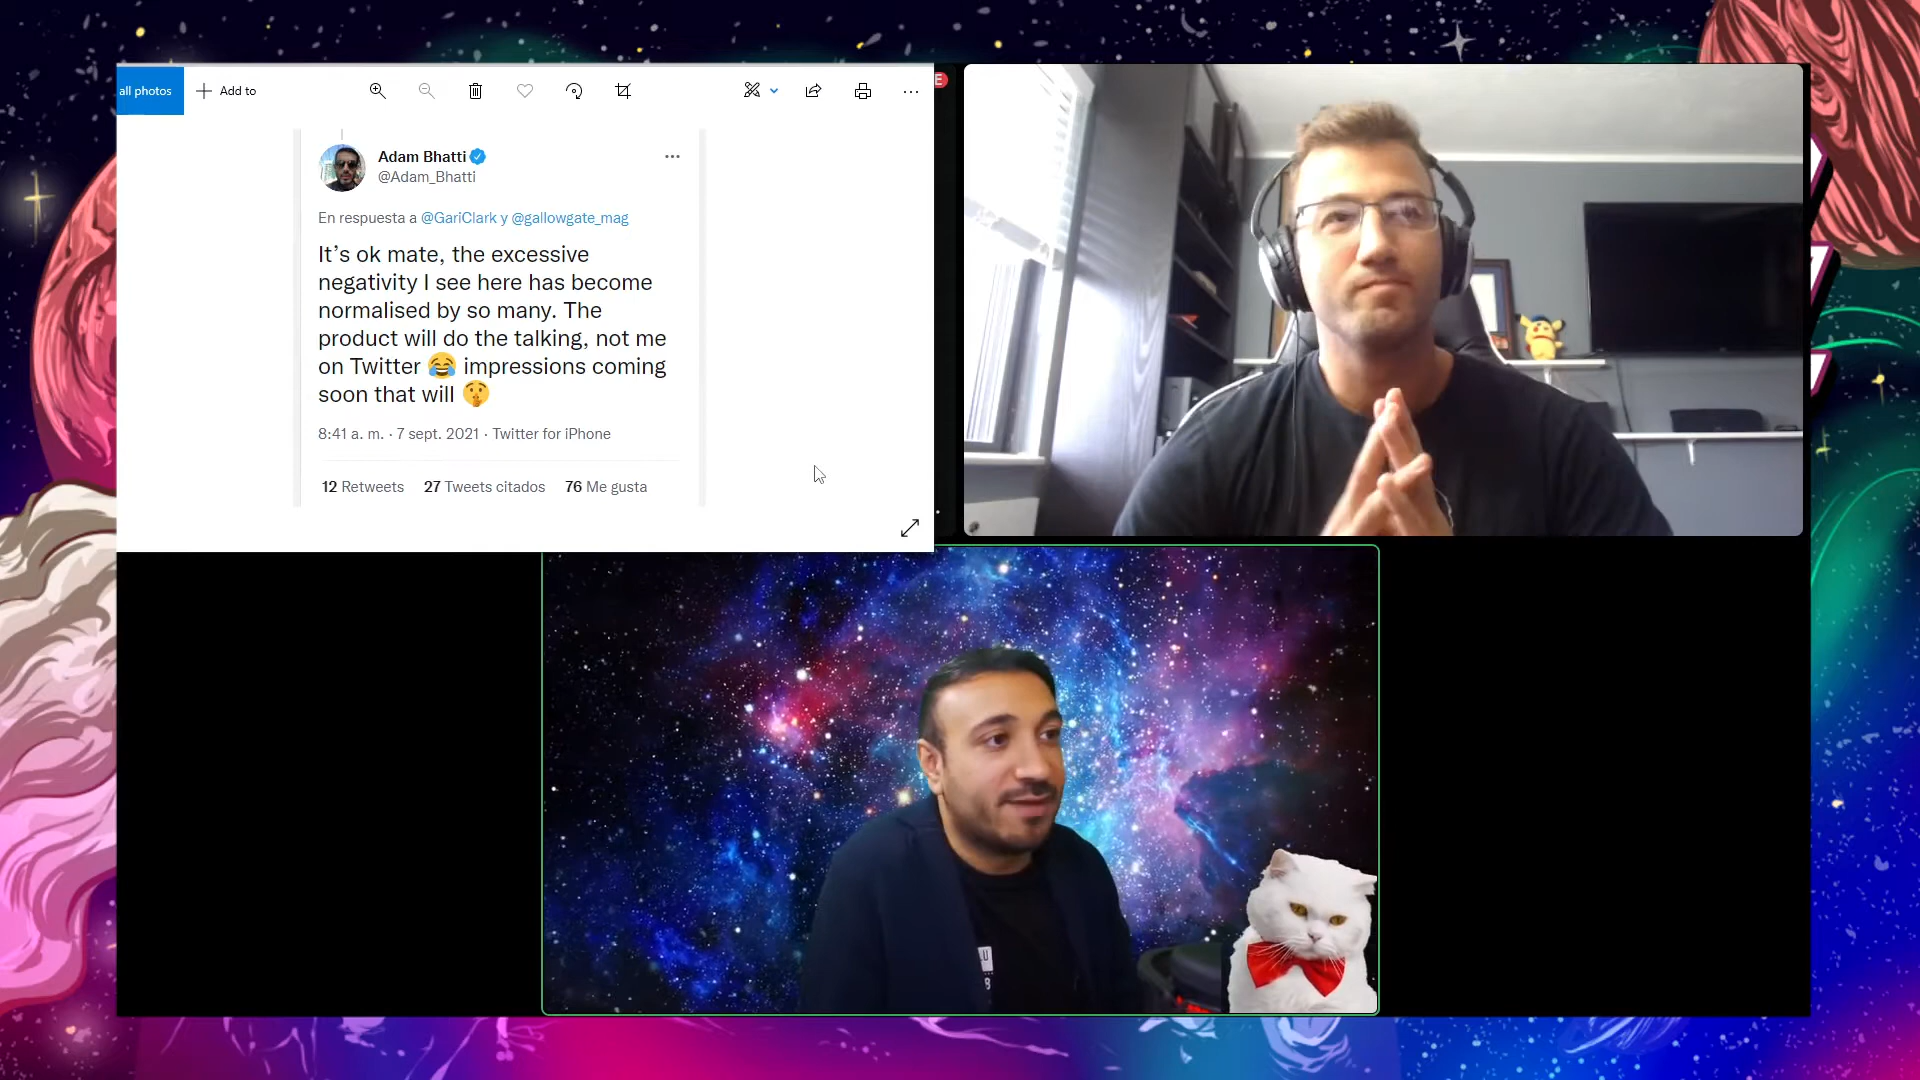 all photos
Add to
E
Adam Bhatti
@Adam_Bhatti
En respuesta a @GariClark y @gallowgate_mag
It’s ok mate, the excessive
negativity I see here has become
normalised by so many. The
product will do the talking, not me
on Twitter 😂 impressions coming
soon that will 🤫
8:41 a. m. · 7 sept. 2021 · Twitter for iPhone
12 Retweets 27 Tweets citados 76 Me gusta
LU
8